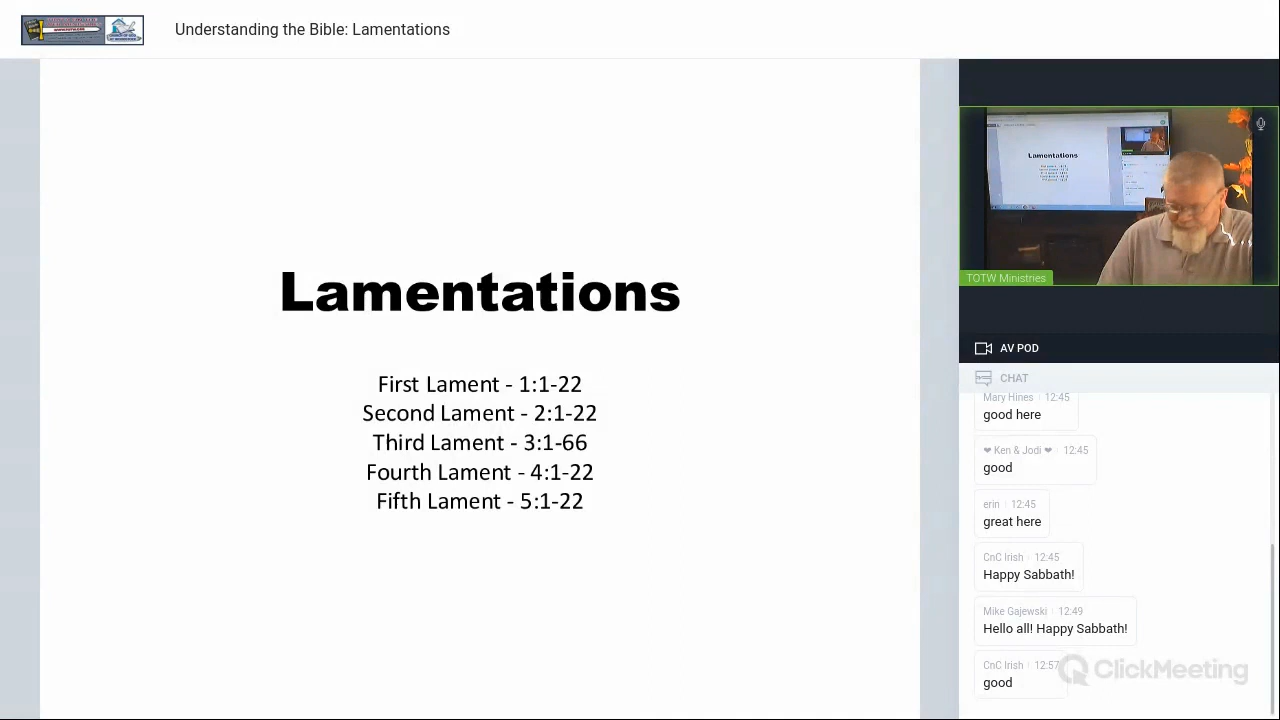 Understanding the Bible: Lamentations
Lamentations
First Lament - 1:1-22
Second Lament - 2:1-22
Third Lament - 3:1-66
Fourth Lament - 4:1-22
Fifth Lament - 5:1-22
Lamentations
TOTW Ministries
AV POD
CHAT
Mary Hines 12:45
good here
❤ Ken & Jodi ❤ 12:45
good
erin 12:45
great here
CnC Irish 12:45
Happy Sabbath!
Mike Gajewski 12:49
Hello all! Happy Sabbath!
CnC Irish 12:57
good
ClickMeeting